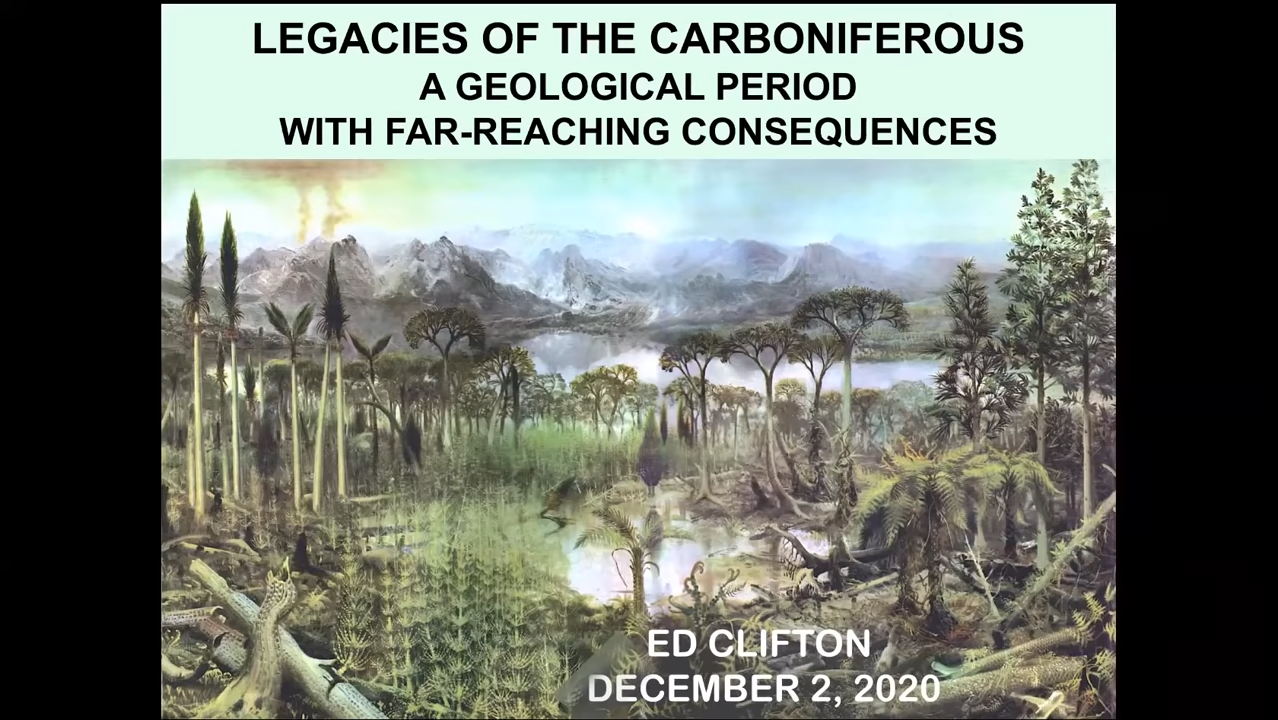 LEGACIES OF THE CARBONIFEROUS
A GEOLOGICAL PERIOD
WITH FAR-REACHING CONSEQUENCES
ED CLIFTON
DECEMBER 2, 2020